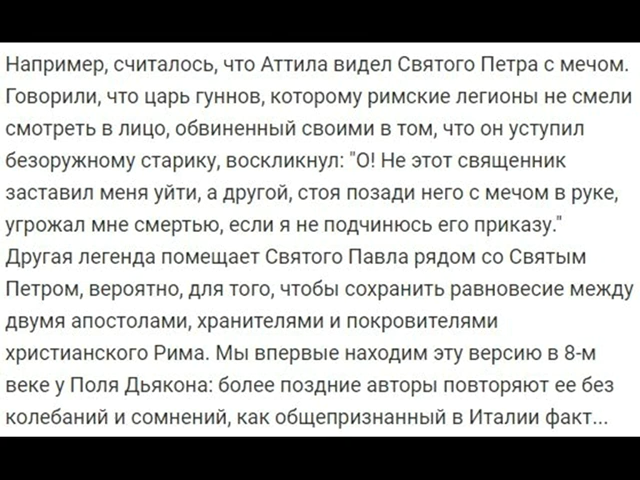 Например, считалось, что Аттила видел Святого Петра с мечом.
Говорили, что царь гуннов, которому римские легионы не смели
смотреть в лицо, обвиненный своими в том, что он уступил
безоружному старику, воскликнул: "О! Не этот священник
заставил меня уйти, а другой, стоя позади него с мечом в руке,
угрожал мне смертью, если я не подчинюсь его приказу."
Другая легенда помещает Святого Павла рядом со Святым
Петром, вероятно, для того, чтобы сохранить равновесие между
двумя апостолами, хранителями и покровителями
христианского Рима. Мы впервые находим эту версию в 8-м
веке у Поля Дьякона: более поздние авторы повторяют ее без
колебаний и сомнений, как общепризнанный в Италии факт...